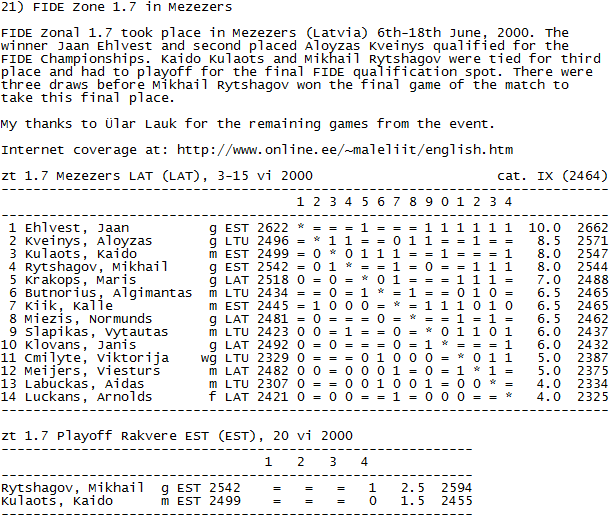 21) FIDE Zone 1.7 in Mezezers
FIDE Zonal 1.7 took place in Mezezers (Latvia) 6th-18th June, 2000. The
winner Jaan Ehlvest and second placed Aloyzas Kveinys qualified for the
FIDE Championships. Kaido Kulaots and Mikhail Rytshagov were tied for third
place and had to playoff for the final FIDE qualification spot. There were
three draws before Mikhail Rytshagov won the final game of the match to
take this final place.
My thanks to Ülar Lauk for the remaining games from the event.
Internet coverage at: http://www.online.ee/~maleliit/english.htm
zt 1.7 Mezezers LAT (LAT), 3-15 vi 2000 cat. IX (2464)
--------------------------------------------------------------------------------
1 2 3 4 5 6 7 8 9 0 1 2 3 4
--------------------------------------------------------------------------------
1 Ehlvest, Jaan g EST 2622 * = = = 1 = = = 1 1 1 1 1 1 10.0 2662
2 Kveinys, Aloyzas g LTU 2496 = * 1 1 = = 0 1 1 = = 1 = = 8.5 2571
3 Kulaots, Kaido m EST 2499 = 0 * 0 1 1 1 = = 1 = = = 1 8.0 2547
4 Rytshagov, Mikhail g EST 2542 = 0 1 * = = 1 = 0 = = 1 1 1 8.0 2544
5 Krakops, Maris g LAT 2518 0 = 0 = * 0 1 = = = = 1 1 1 7.0 2488
6 Butnorius, Algimantas m LTU 2434 = = 0 = 1 * = 1 = = 0 1 0 = 6.5 2465
7 Kiik, Kalle m EST 2445 = 1 0 0 0 = * = 1 1 1 0 1 0 6.5 2465
8 Miezis, Normunds g LAT 2481 = 0 = = = 0 = * = = 1 = 1 = 6.5 2462
9 Slapikas, Vytautas m LTU 2423 0 0 = 1 = = 0 = * 0 1 1 0 1 6.0 2437
10 Klovans, Janis g LAT 2492 0 = 0 = = = 0 = 1 * = = = 1 6.0 2432
11 Cmilyte, Viktorija wg LTU 2329 0 = = = = 1 0 0 0 = * 0 1 1 5.0 2387
12 Meijers, Viesturs m LAT 2482 0 0 = 0 0 0 1 = 0 = 1 * 1 = 5.0 2375
13 Labuckas, Aidas m LTU 2307 0 = = 0 0 1 0 0 1 = 0 0 * = 4.0 2334
14 Luckans, Arnolds f LAT 2421 0 = 0 0 0 = 1 = 0 0 0 = = * 4.0 2325
--------------------------------------------------------------------------------
zt 1.7 Playoff Rakvere EST (EST), 20 vi 2000
--------------------------------------------------------------
1 2 3 4
--------------------------------------------------------------
Rytshagov, Mikhail g EST 2542 = = = 1 2.5 2594
Kulaots, Kaido m EST 2499 = = = 0 1.5 2455
--------------------------------------------------------------